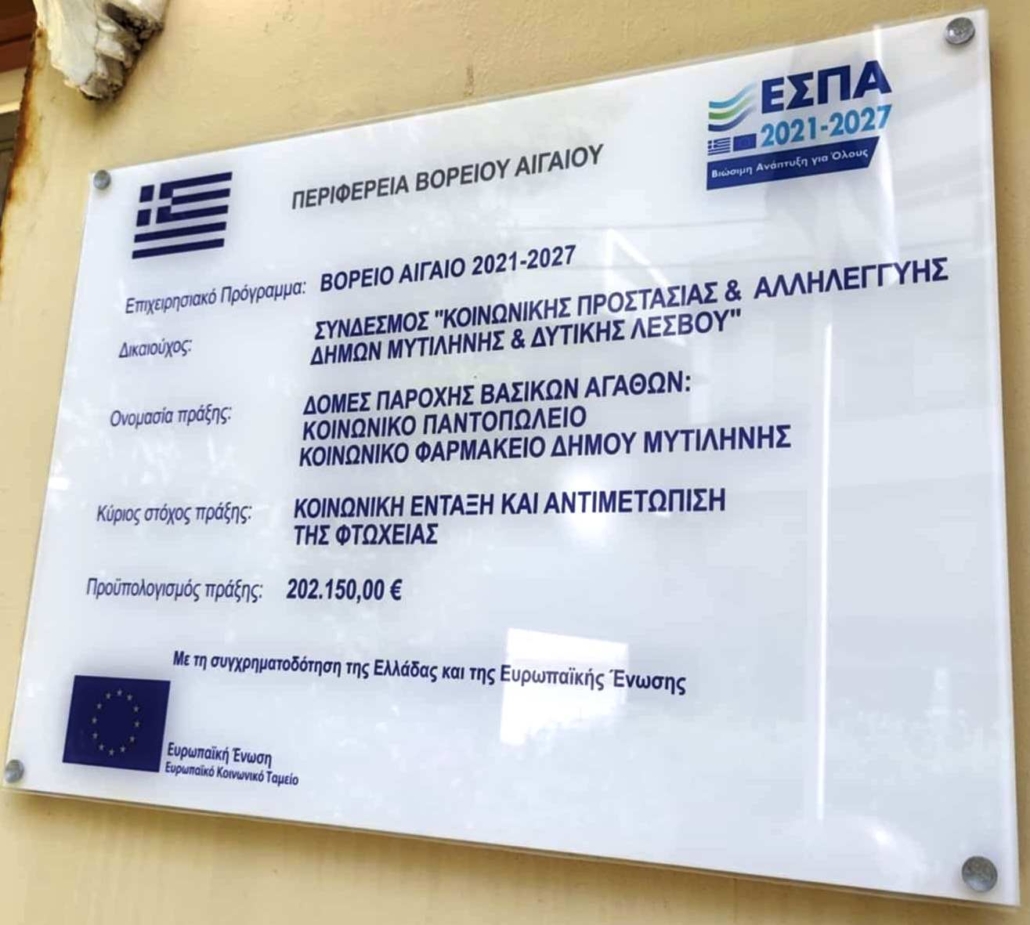 ΕΣΠΑ
2021-2027
Βιώσιμη Ανάπτυξη για Όλους
ΠΕΡΙΦΕΡΕΙΑ ΒΟΡΕΙΟΥ ΑΙΓΑΙΟΥ
Επιχειρησιακό Πρόγραμμα: ΒΟΡΕΙΟ ΑΙΓΑΙΟ 2021-2027
Δικαιούχος: ΣΥΝΔΕΣΜΟΣ "ΚΟΙΝΩΝΙΚΗΣ ΠΡΟΣΤΑΣΙΑΣ & ΑΛΛΗΛΕΓΓΥΗΣ
ΔΗΜΩΝ ΜΥΤΙΛΗΝΗΣ & ΔΥΤΙΚΗΣ ΛΕΣΒΟΥ"
Ονομασία πράξης: ΔΟΜΕΣ ΠΑΡΟΧΗΣ ΒΑΣΙΚΩΝ ΑΓΑΘΩΝ:
ΚΟΙΝΩΝΙΚΟ ΠΑΝΤΟΠΩΛΕΙΟ
ΚΟΙΝΩΝΙΚΟ ΦΑΡΜΑΚΕΙΟ ΔΗΜΟΥ ΜΥΤΙΛΗΝΗΣ
Κύριος στόχος πράξης: ΚΟΙΝΩΝΙΚΗ ΕΝΤΑΞΗ ΚΑΙ ΑΝΤΙΜΕΤΩΠΙΣΗ
ΤΗΣ ΦΤΩΧΕΙΑΣ
Προϋπολογισμός πράξης: 202.150,00 €
Με τη συγχρηματοδότηση της Ελλάδας και της Ευρωπαϊκής Ένωσης
Ευρωπαϊκή Ένωση
Ευρωπαϊκό Κοινωνικό Ταμείο